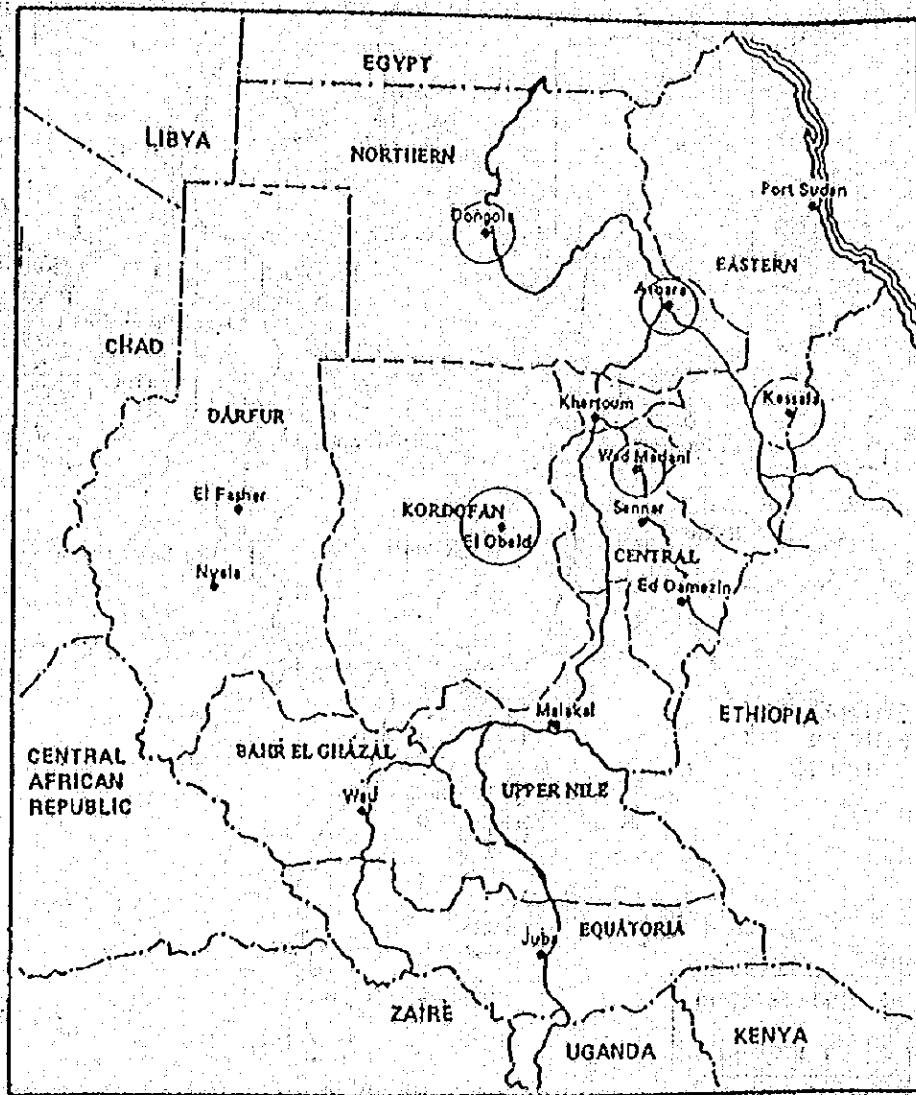 EGYPT
LIBYA
NORTHERN
Port Sudan
Dongola
EASTERN
Atbara
CHAD
DARFUR
Khartoum
Kassala
Wad Madani
El Fasher
KORDOFAN
Sennar
El Obeid
CENTRAL
Nyala
Ed Damazin
Malakal
ETHIOPIA
BAHR EL GHAZAL
CENTRAL
AFRICAN
REPUBLIC
UPPER NILE
Wau
EQUATORIA
Juba
ZAIRE
UGANDA
KENYA